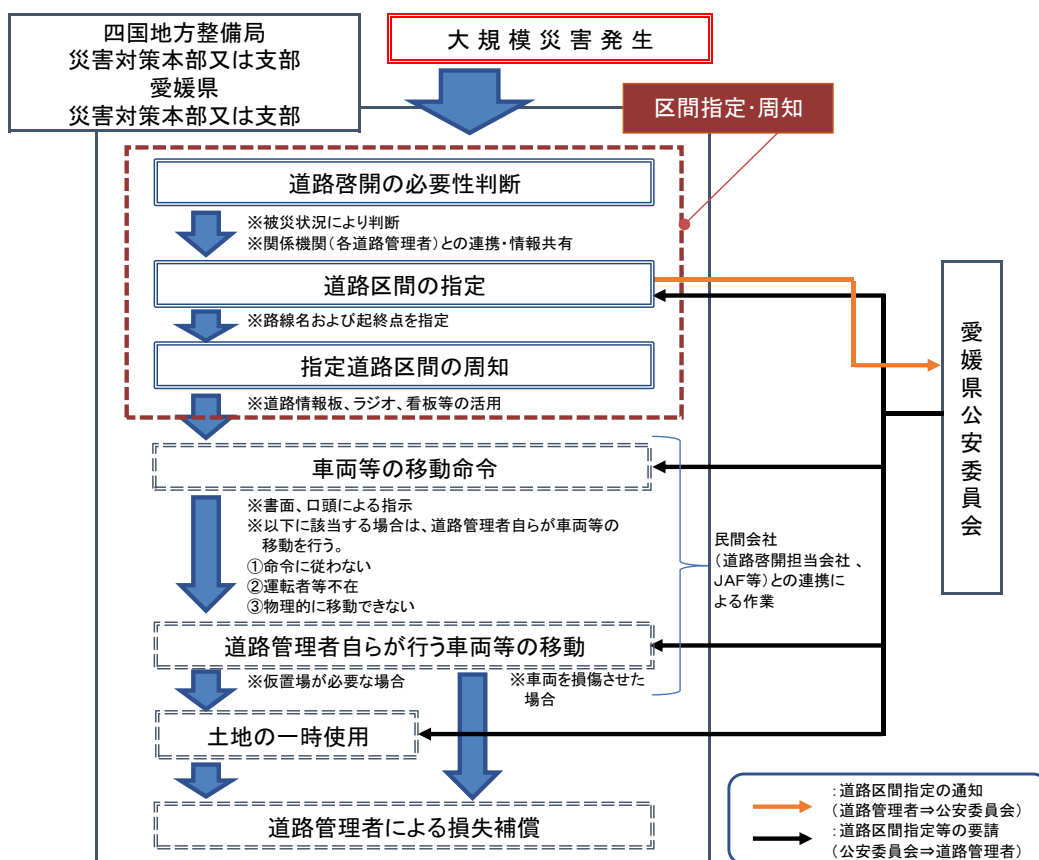 四国地方整備局
災害対策本部又は支部
愛媛県
災害対策本部又は支部
大規模災害発生
区間指定・周知
道路啓開の必要性判断
※被災状況により判断
※関係機関(各道路管理者)との連携・情報共有
道路区間の指定
※路線名および起終点を指定
指定道路区間の周知
※道路情報板、ラジオ、看板等の活用
車両等の移動命令
※書面、口頭による指示
※以下に該当する場合は、道路管理者自らが車両等の
移動を行う。
①命令に従わない
②運転者等不在
③物理的に移動できない
民間会社
(道路啓開担当会社、
JAF等)との連携に
よる作業
道路管理者自らが行う車両等の移動
※仮置場が必要な場合
※車両を損傷させた
場合
土地の一時使用
道路管理者による損失補償
愛媛県公安委員会
:道路区間指定の通知
(道路管理者⇒公安委員会)
:道路区間指定等の要請
(公安委員会⇒道路管理者)